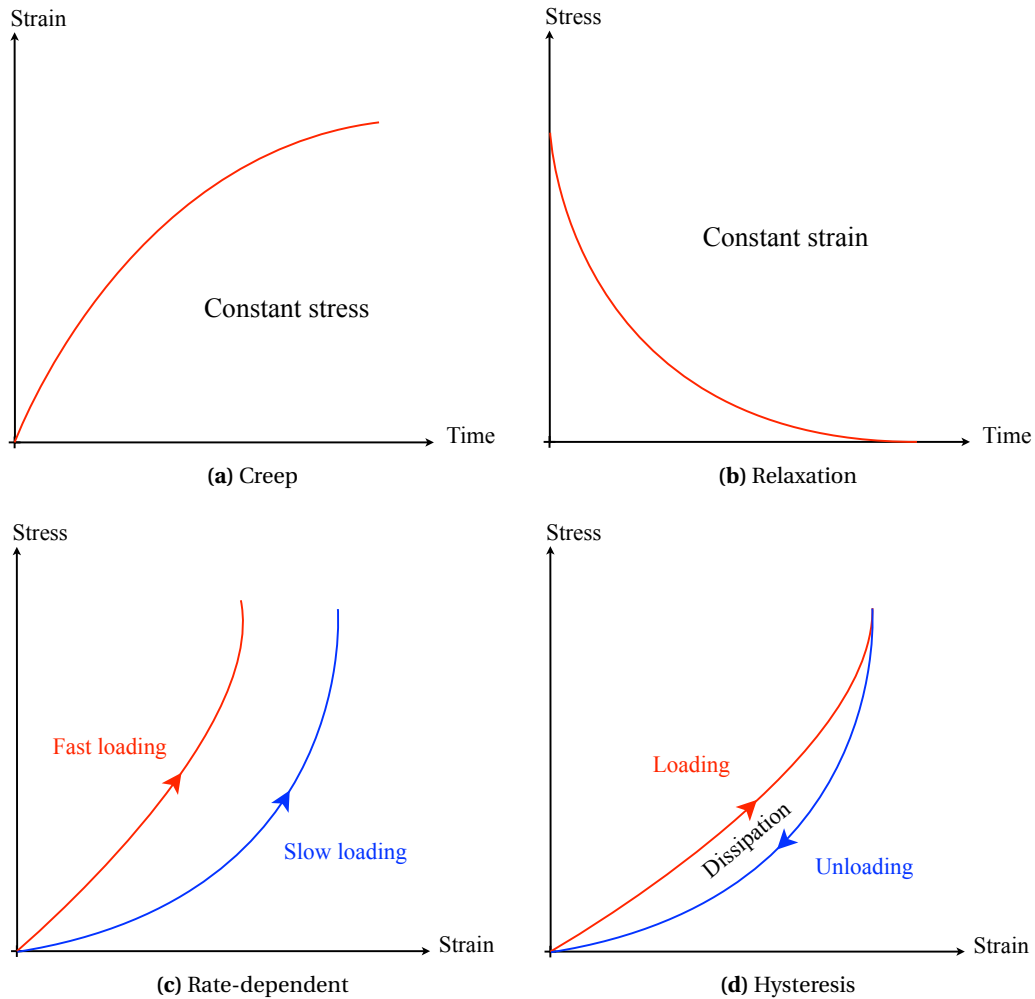 Strain
Constant stress
Time
(a) Creep
Stress
Constant strain
Time
(b) Relaxation
Stress
Fast loading
Slow loading
Strain
(c) Rate-dependent
Stress
Loading
Dissipation
Unloading
Strain
(d) Hysteresis